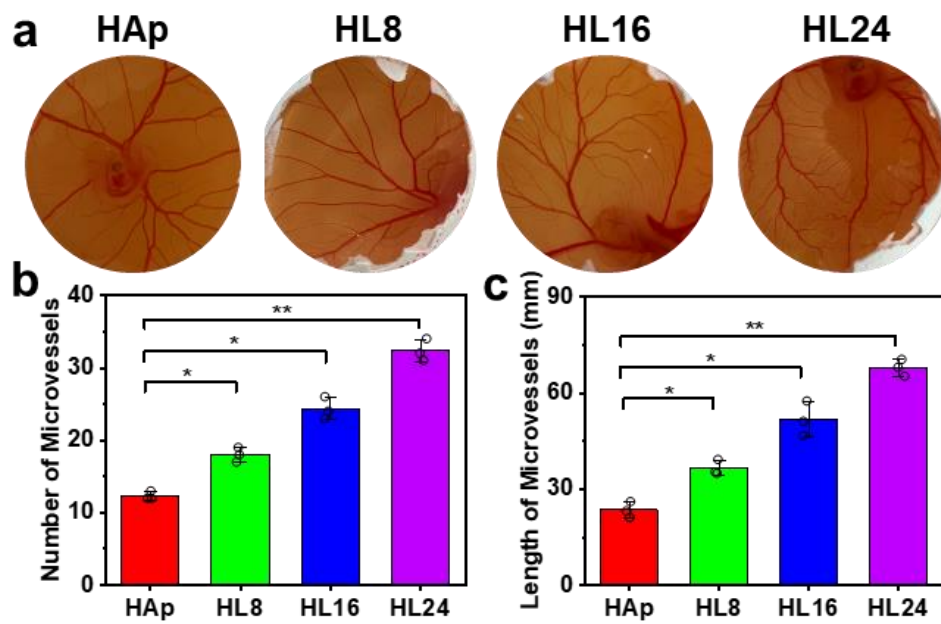 a
HAp HL8 HL16 HL24
b
Number of Microvessels
40
30
20
10
0
*
*
**
HAp HL8 HL16 HL24
c
Length of Microvessels (mm)
90
60
30
0
*
*
**
HAp HL8 HL16 HL24